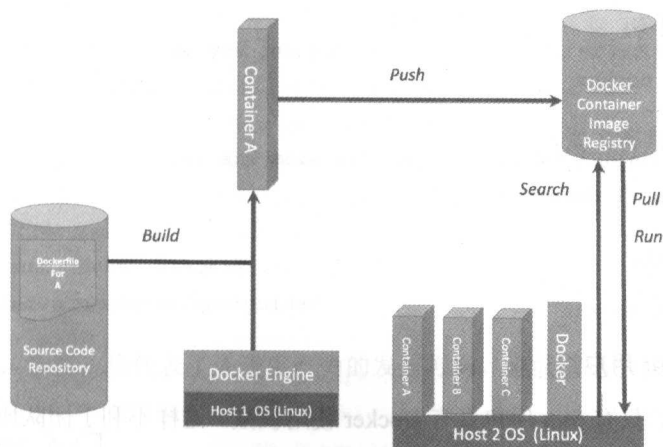 Container A
Push
Docker
Container
Image
Registry
Search
Pull
Run
Build
Dockerfile
For
A
Source Code
Repository
Docker Engine
Host 1 OS (Linux)
Container A
Container B
Container C
Docker
Host 2 OS (Linux)